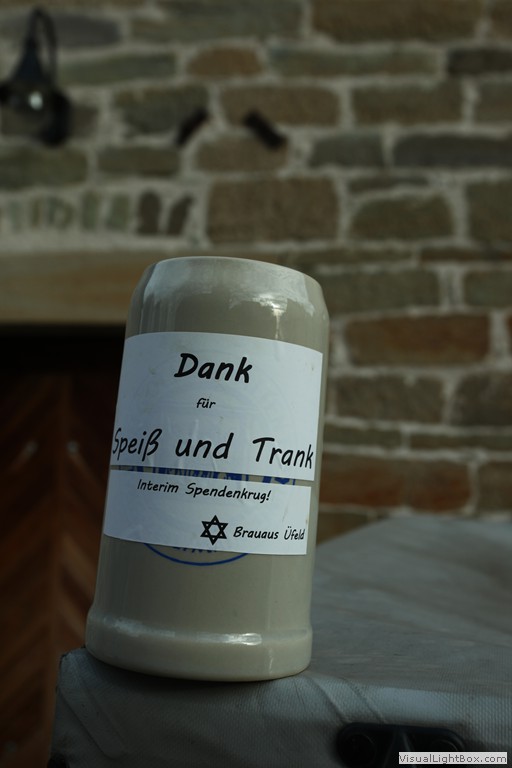 Dank
für
Speiß und Trank
Interim Spendenkrug!
Brauaus Üfeld
VisualLightBox.com